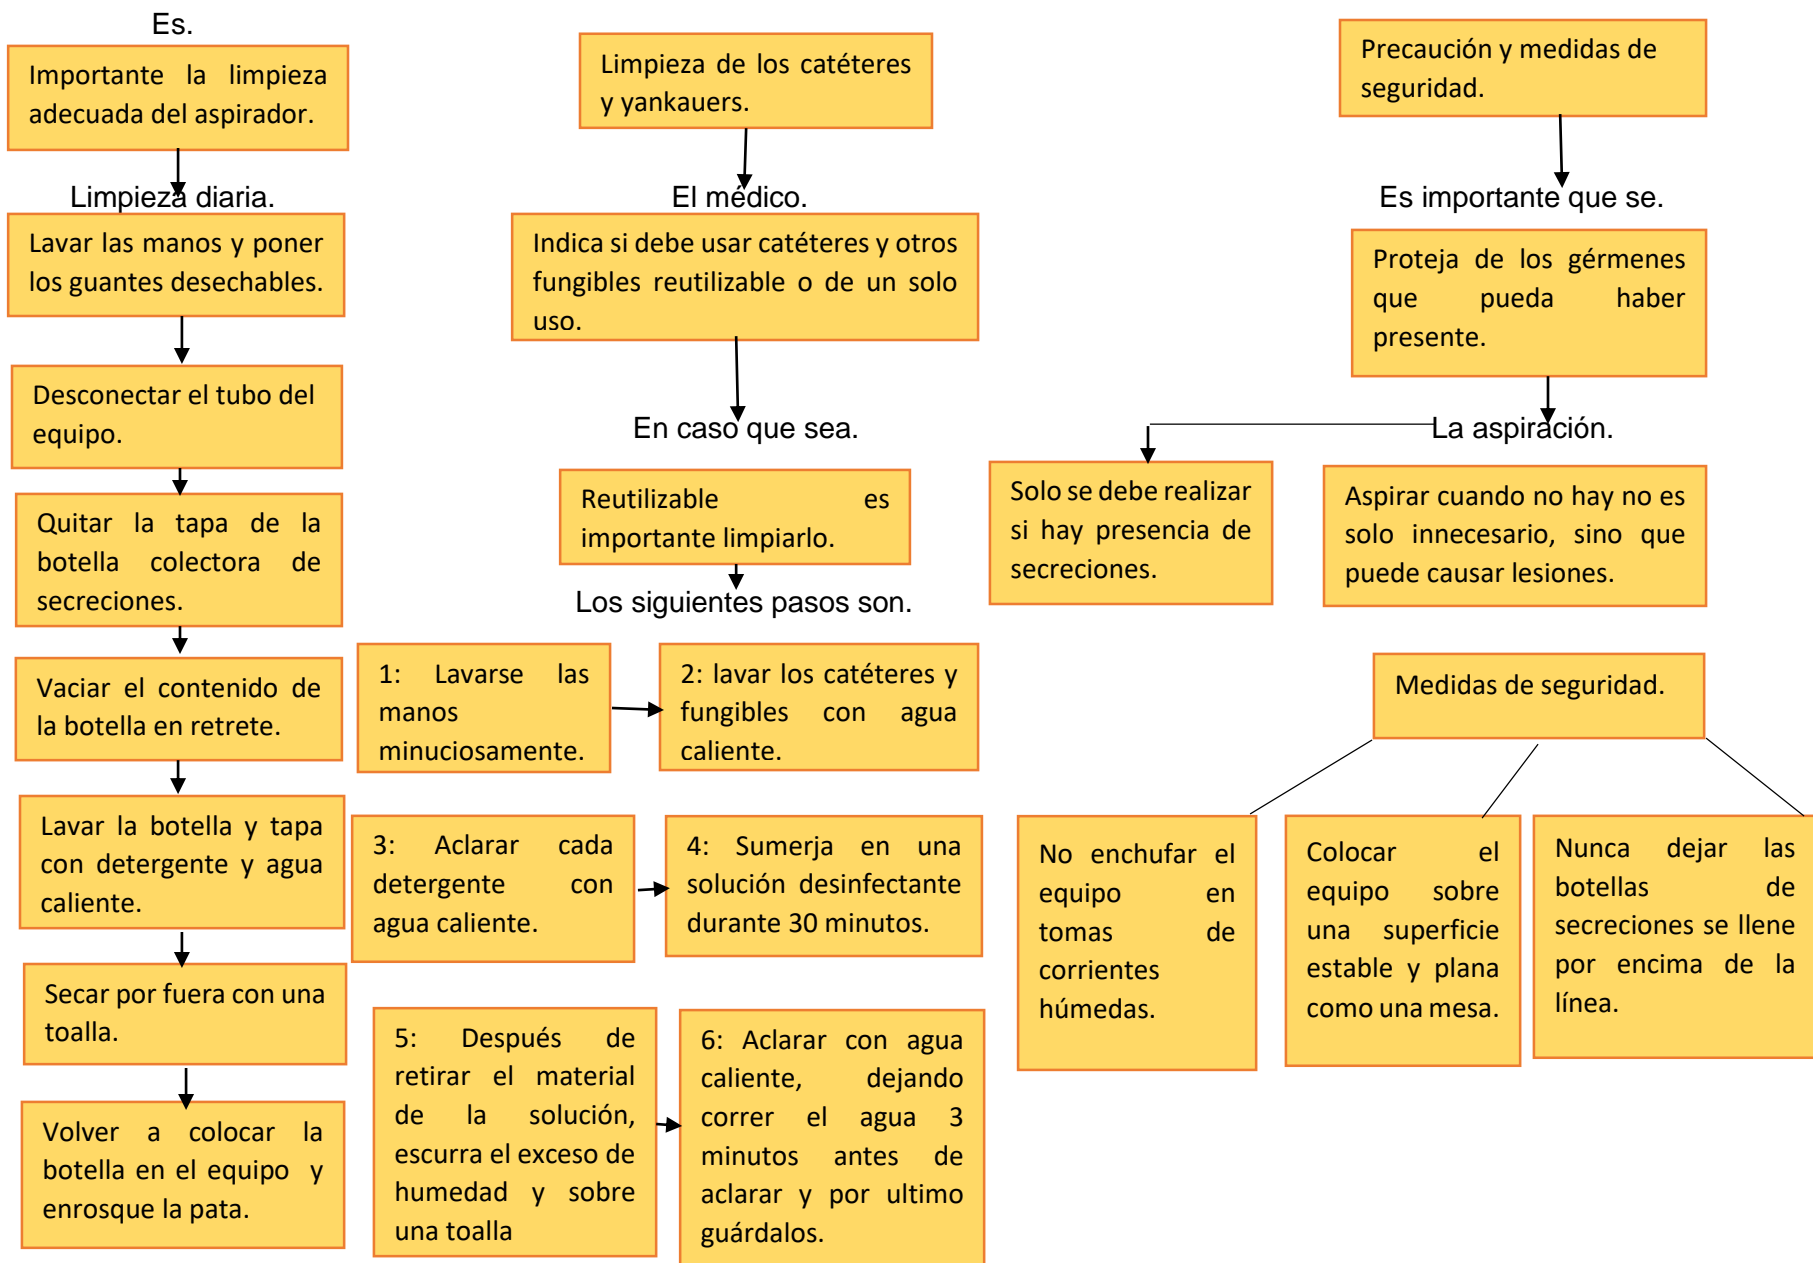 Es.
Importante la limpieza
adecuada del aspirador.
Limpieza diaria.
Lavar las manos y poner
los guantes desechables.
Desconectar el tubo del
equipo.
Quitar la tapa de la
botella colectora de
secreciones.
Vaciar el contenido de
la botella en retrete.
Lavar la botella y tapa
con detergente y agua
caliente.
Secar por fuera con una
toalla.
Volver a colocar la
botella en el equipo y
enrosque la pata.
Limpieza de los catéteres
y yankauers.
El médico.
Indica si debe usar catéteres y otros
fungibles reutilizable o de un solo
uso.
En caso que sea.
Reutilizable es
importante limpiarlo.
Los siguientes pasos son.
1: Lavarse las
manos
minuciosamente.
2: lavar los catéteres y
fungibles con agua
caliente.
3: Aclarar cada
detergente con
agua caliente.
4: Sumerja en una
solución desinfectante
durante 30 minutos.
5: Después de
retirar el material
de la solución,
escurra el exceso de
humedad y sobre
una toalla
6: Aclarar con agua
caliente, dejando
correr el agua 3
minutos antes de
aclarar y por ultimo
guárdalos.
Precaución y medidas de
seguridad.
Es importante que se.
Proteja de los gérmenes
que pueda haber
presente.
La aspiración.
Solo se debe realizar
si hay presencia de
secreciones.
Aspirar cuando no hay no es
solo innecesario, sino que
puede causar lesiones.
Medidas de seguridad.
No enchufar el
equipo en
tomas de
corrientes
húmedas.
Colocar el
equipo sobre
una superficie
estable y plana
como una mesa.
Nunca dejar las
botellas de
secreciones se llene
por encima de la
línea.